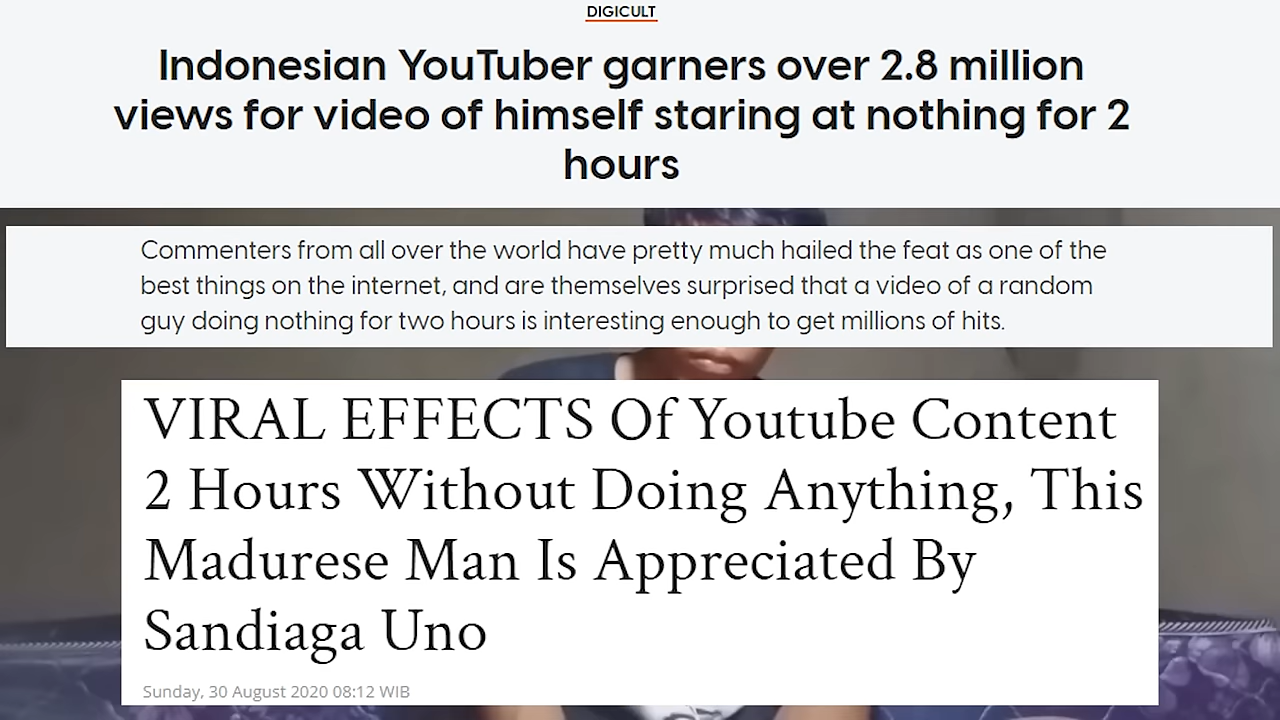 DIGICULT
Indonesian YouTuber garners over 2.8 million
views for video of himself staring at nothing for 2
hours
Commenters from all over the world have pretty much hailed the feat as one of the
best things on the internet, and are themselves surprised that a video of a random
guy doing nothing for two hours is interesting enough to get millions of hits.
VIRAL EFFECTS Of Youtube Content
2 Hours Without Doing Anything, This
Madurese Man Is Appreciated By
Sandiaga Uno
Sunday, 30 August 2020 08:12 WIB